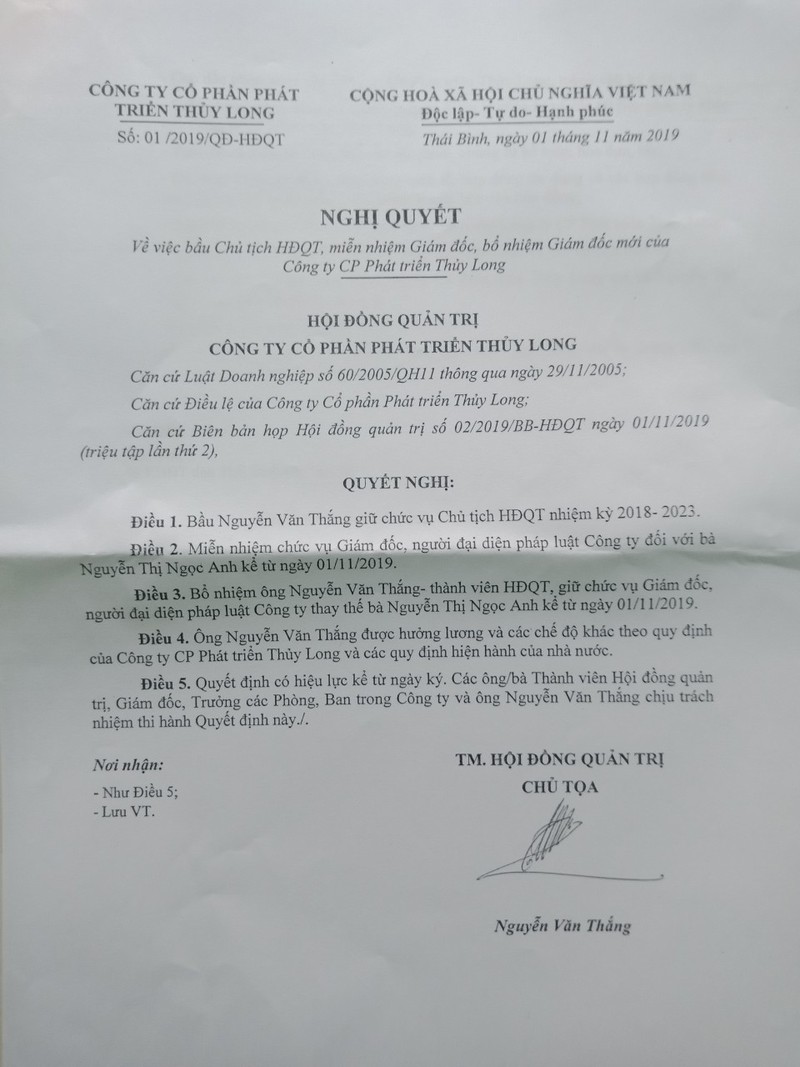 CÔNG TY CỔ PHẦN PHÁT
TRIỂN THỦY LONG
Số: 01 /2019/QĐ-HĐQT
CỘNG HOÀ XÃ HỘI CHỦ NGHĨA VIỆT NAM
Độc lập- Tự do- Hạnh phúc
Thái Bình, ngày 01 tháng 11 năm 2019
NGHỊ QUYẾT
Về việc bầu Chủ tịch HĐQT, miễn nhiệm Giám đốc, bổ nhiệm Giám đốc mới của
Công ty CP Phát triển Thủy Long
HỘI ĐỒNG QUẢN TRỊ
CÔNG TY CỔ PHẦN PHÁT TRIỂN THỦY LONG
Căn cứ Luật Doanh nghiệp số 60/2005/QH11 thông qua ngày 29/11/2005;
Căn cứ Điều lệ của Công ty Cổ phần Phát triển Thủy Long;
Căn cứ Biên bản họp Hội đồng quản trị số 02/2019/BB-HĐQT ngày 01/11/2019
(triệu tập lần thứ 2),
QUYẾT NGHỊ:
Điều 1. Bầu Nguyễn Văn Thắng giữ chức vụ Chủ tịch HĐQT nhiệm kỳ 2018- 2023.
Điều 2. Miễn nhiệm chức vụ Giám đốc, người đại diện pháp luật Công ty đối với bà
Nguyễn Thị Ngọc Anh kể từ ngày 01/11/2019.
Điều 3. Bổ nhiệm ông Nguyễn Văn Thắng- thành viên HĐQT, giữ chức vụ Giám đốc,
người đại diện pháp luật Công ty thay thế bà Nguyễn Thị Ngọc Anh kể từ ngày 01/11/2019.
Điều 4. Ông Nguyễn Văn Thắng được hưởng lương và các chế độ khác theo quy định
của Công ty CP Phát triển Thủy Long và các quy định hiện hành của nhà nước.
Điều 5. Quyết định có hiệu lực kể từ ngày ký. Các ông/bà Thành viên Hội đồng quản
trị, Giám đốc, Trưởng các Phòng, Ban trong Công ty và ông Nguyễn Văn Thắng chịu trách
nhiệm thi hành Quyết định này./.
Nơi nhận:
- Như Điều 5;
- Lưu VT.
TM. HỘI ĐỒNG QUẢN TRỊ
CHỦ TỌA
Nguyễn Văn Thắng